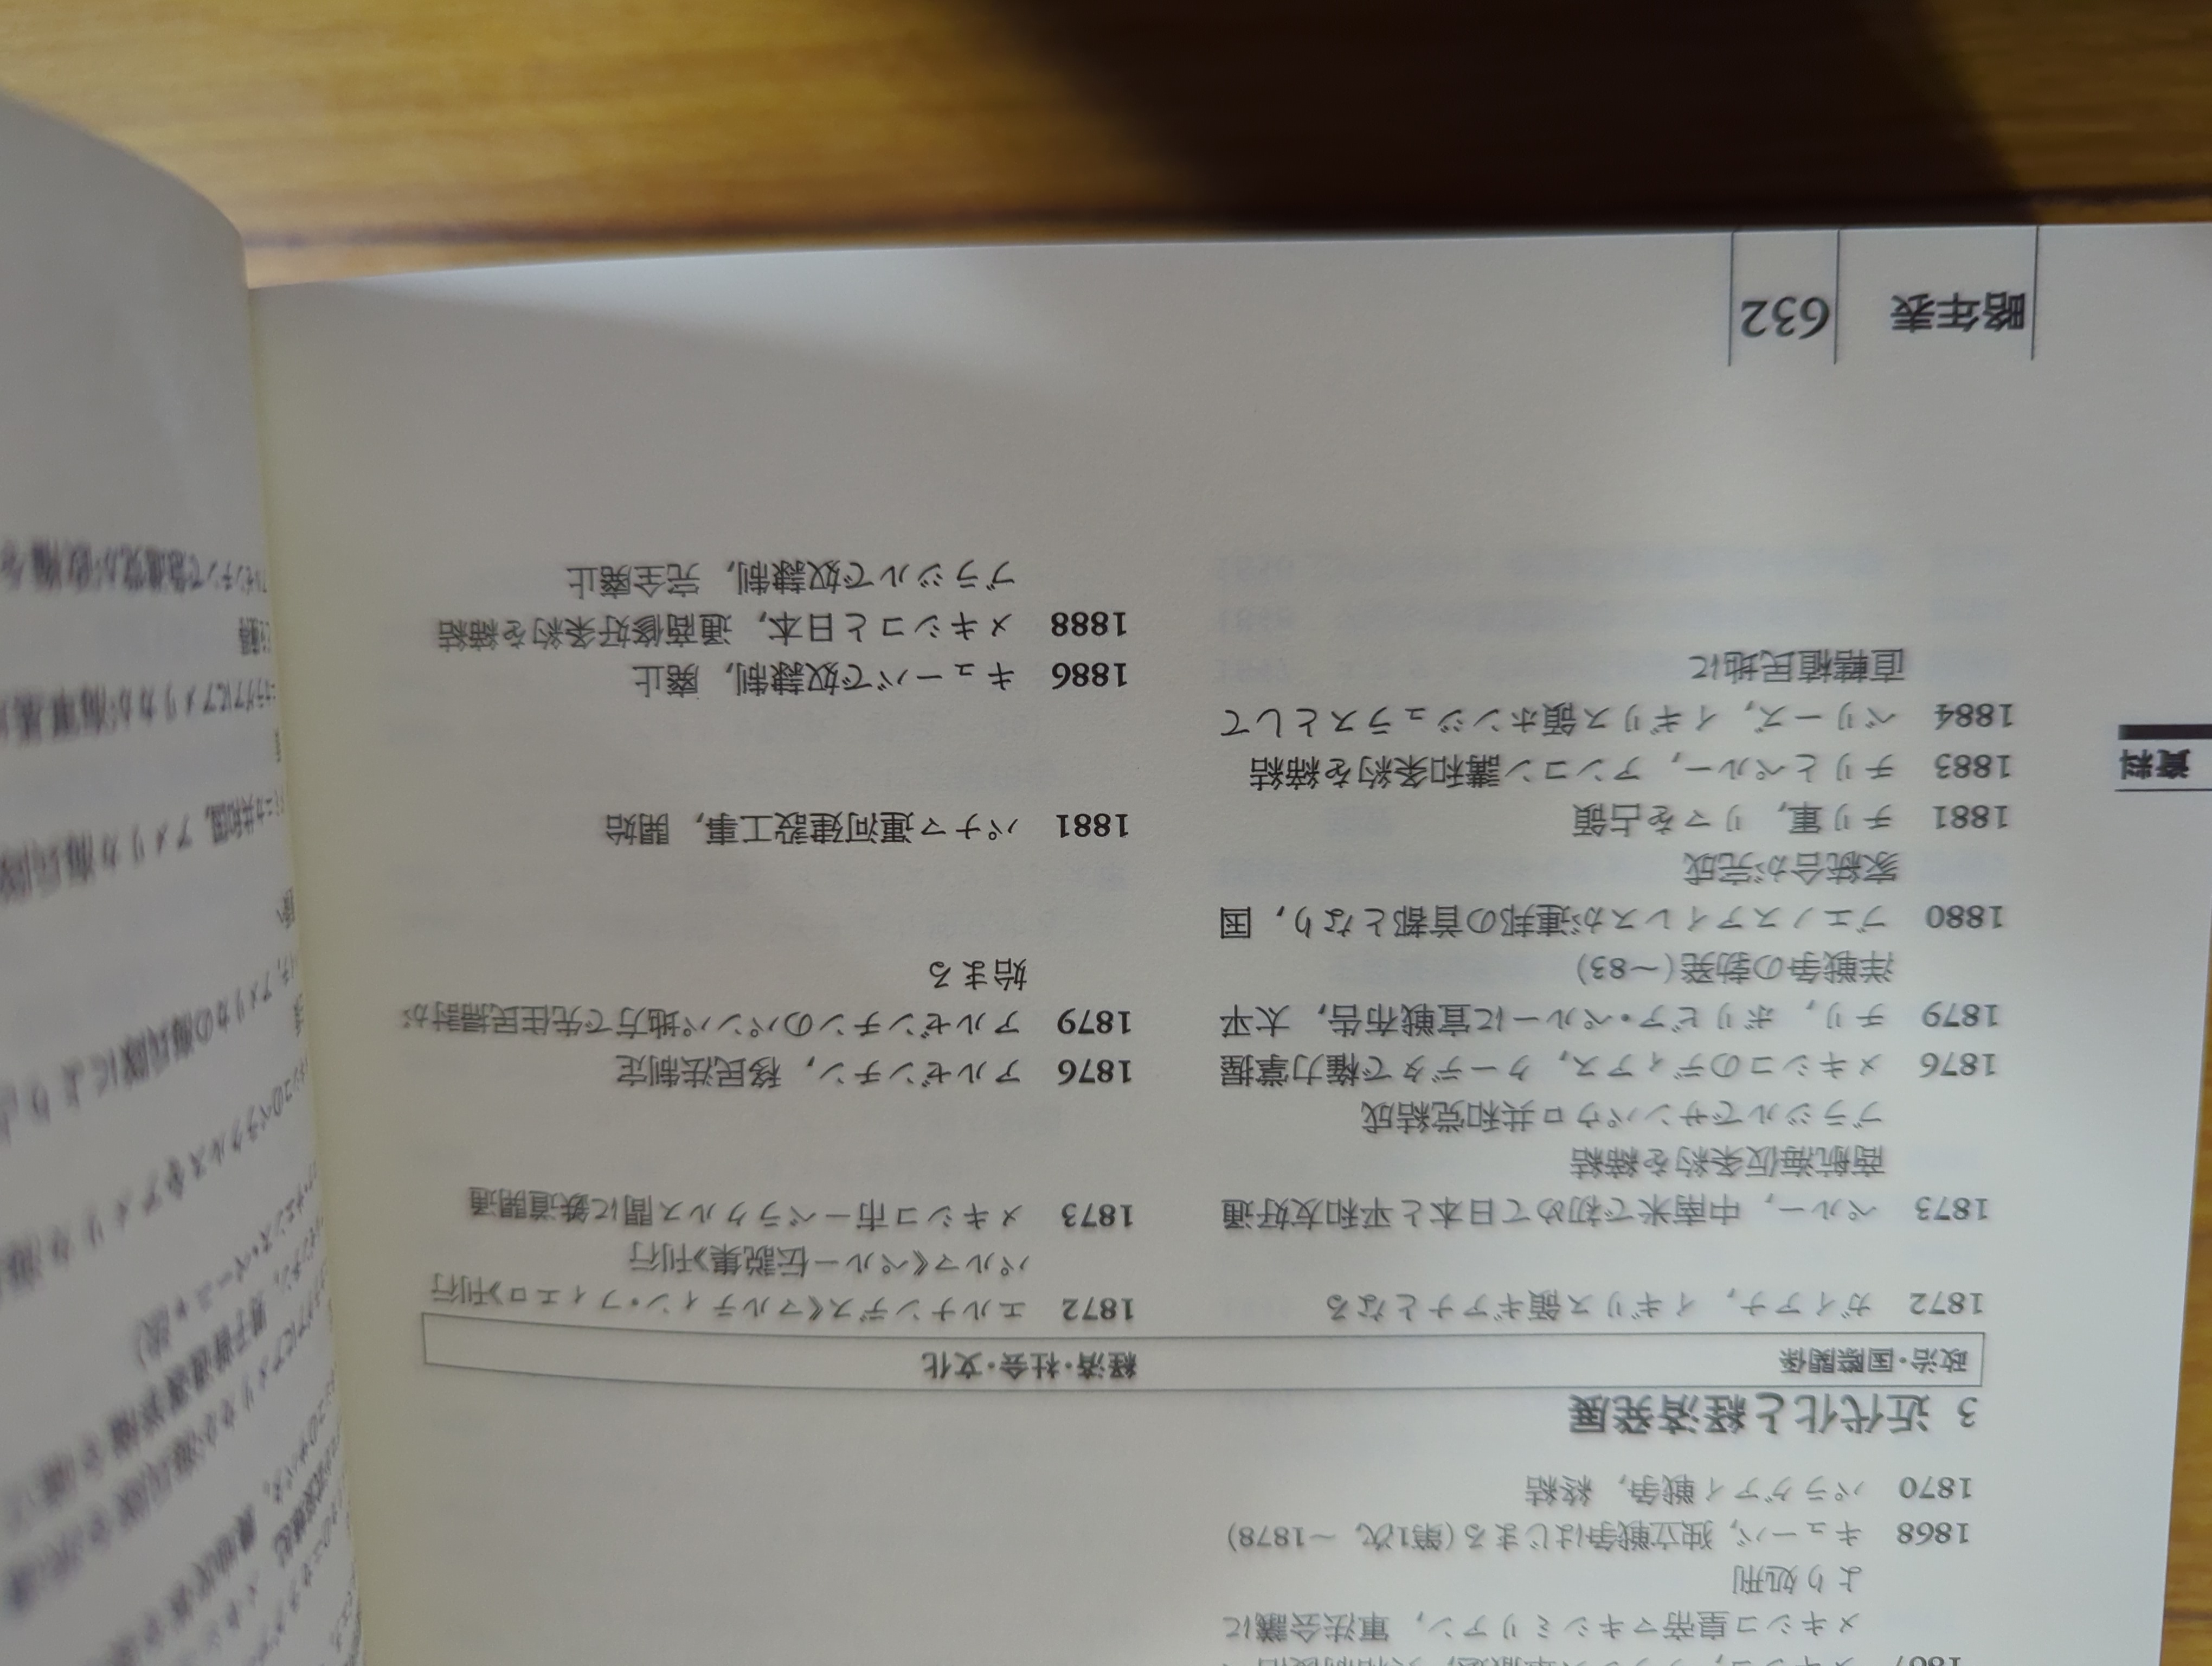 メキシコ皇帝マキシミリアン，軍法会議に
より処刑
1868 キューバ，独立戦争はじまる(第1次，～1878)
1870 パラグアイ戦争，終結
3 近代化と経済発展
政治・国際関係
1872 ガイアナ，イギリス領ギアナとなる
1873 ペルー，中南米で初めて日本と平和友好通
商航海仮条約を締結
ブラジルでサンパウロ共和党結成
1876 メキシコのディアス，クーデタで権力掌握
1879 チリ，ボリビア・ペルーに宣戦布告，太平
洋戦争の勃発(～83)
1880 ブエノスアイレスが連邦の首都となり，国
家統合が完成
1881 チリ軍，リマを占領
1883 チリとペルー，アンコン講和条約を締結
1884 ベリーズ，イギリス領ホンジュラスとして
直轄植民地に
経済・社会・文化
1872 エルナンデス《マルティン・フィエロ》刊行
パルマ《ペルー伝説集》刊行
1873 メキシコ市－ベラクルス間に鉄道開通
1876 アルゼンチン，移民法制定
1879 アルゼンチンのパンパ地方で先住民掃討が
始まる
1881 パナマ運河建設工事，開始
1886 キューバで奴隷制，廃止
1888 メキシコと日本，通商修好条約を締結
ブラジルで奴隷制，完全廃止
資料
略年表 632